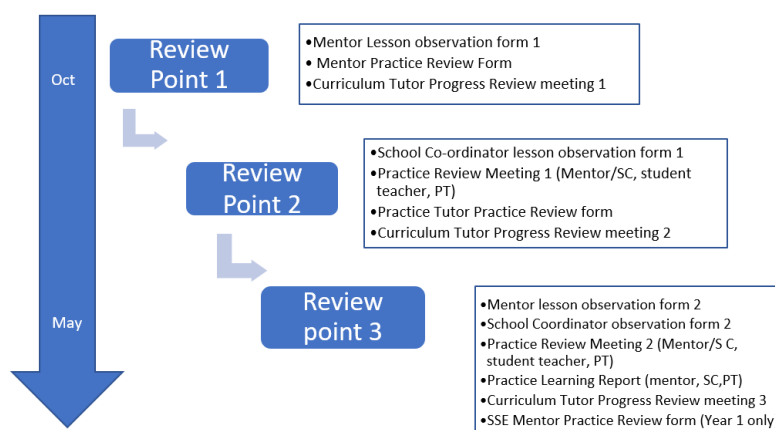 Oct
Review
Point 1
•Mentor Lesson observation form 1
• Mentor Practice Review Form
•Curriculum Tutor Progress Review meeting 1
Review
Point 2
•School Co-ordinator lesson observation form 1
•Practice Review Meeting 1 (Mentor/SC, student
teacher, PT)
•Practice Tutor Practice Review form
•Curriculum Tutor Progress Review meeting 2
May
Review
point 3
•Mentor lesson observation form 2
•School Coordinator observation form 2
•Practice Review Meeting 2 (Mentor/S C,
student teacher, PT)
•Practice Learning Report (mentor, SC,PT)
•Curriculum Tutor Progress Review meeting 3
•SSE Mentor Practice Review form (Year 1 only